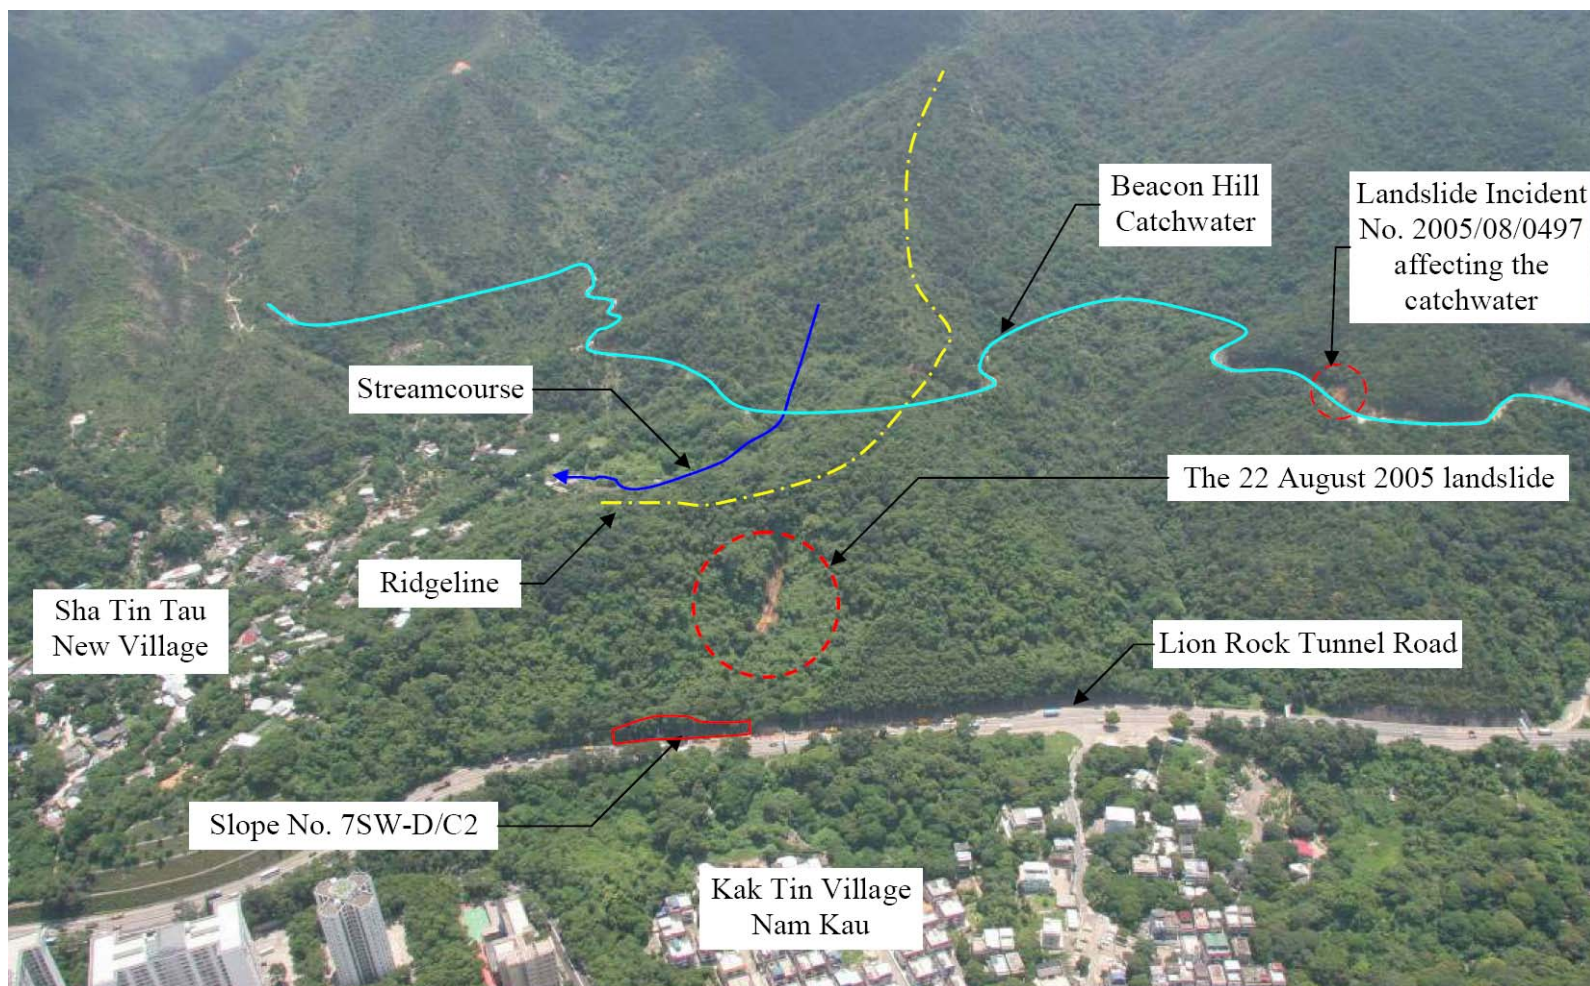 Beacon Hill
Catchwater
Landslide Incident
No. 2005/08/0497
affecting the
catchwater
Streamcourse
The 22 August 2005 landslide
Ridgeline
Sha Tin Tau
New Village
Lion Rock Tunnel Road
Slope No. 7SW-D/C2
Kak Tin Village
Nam Kau